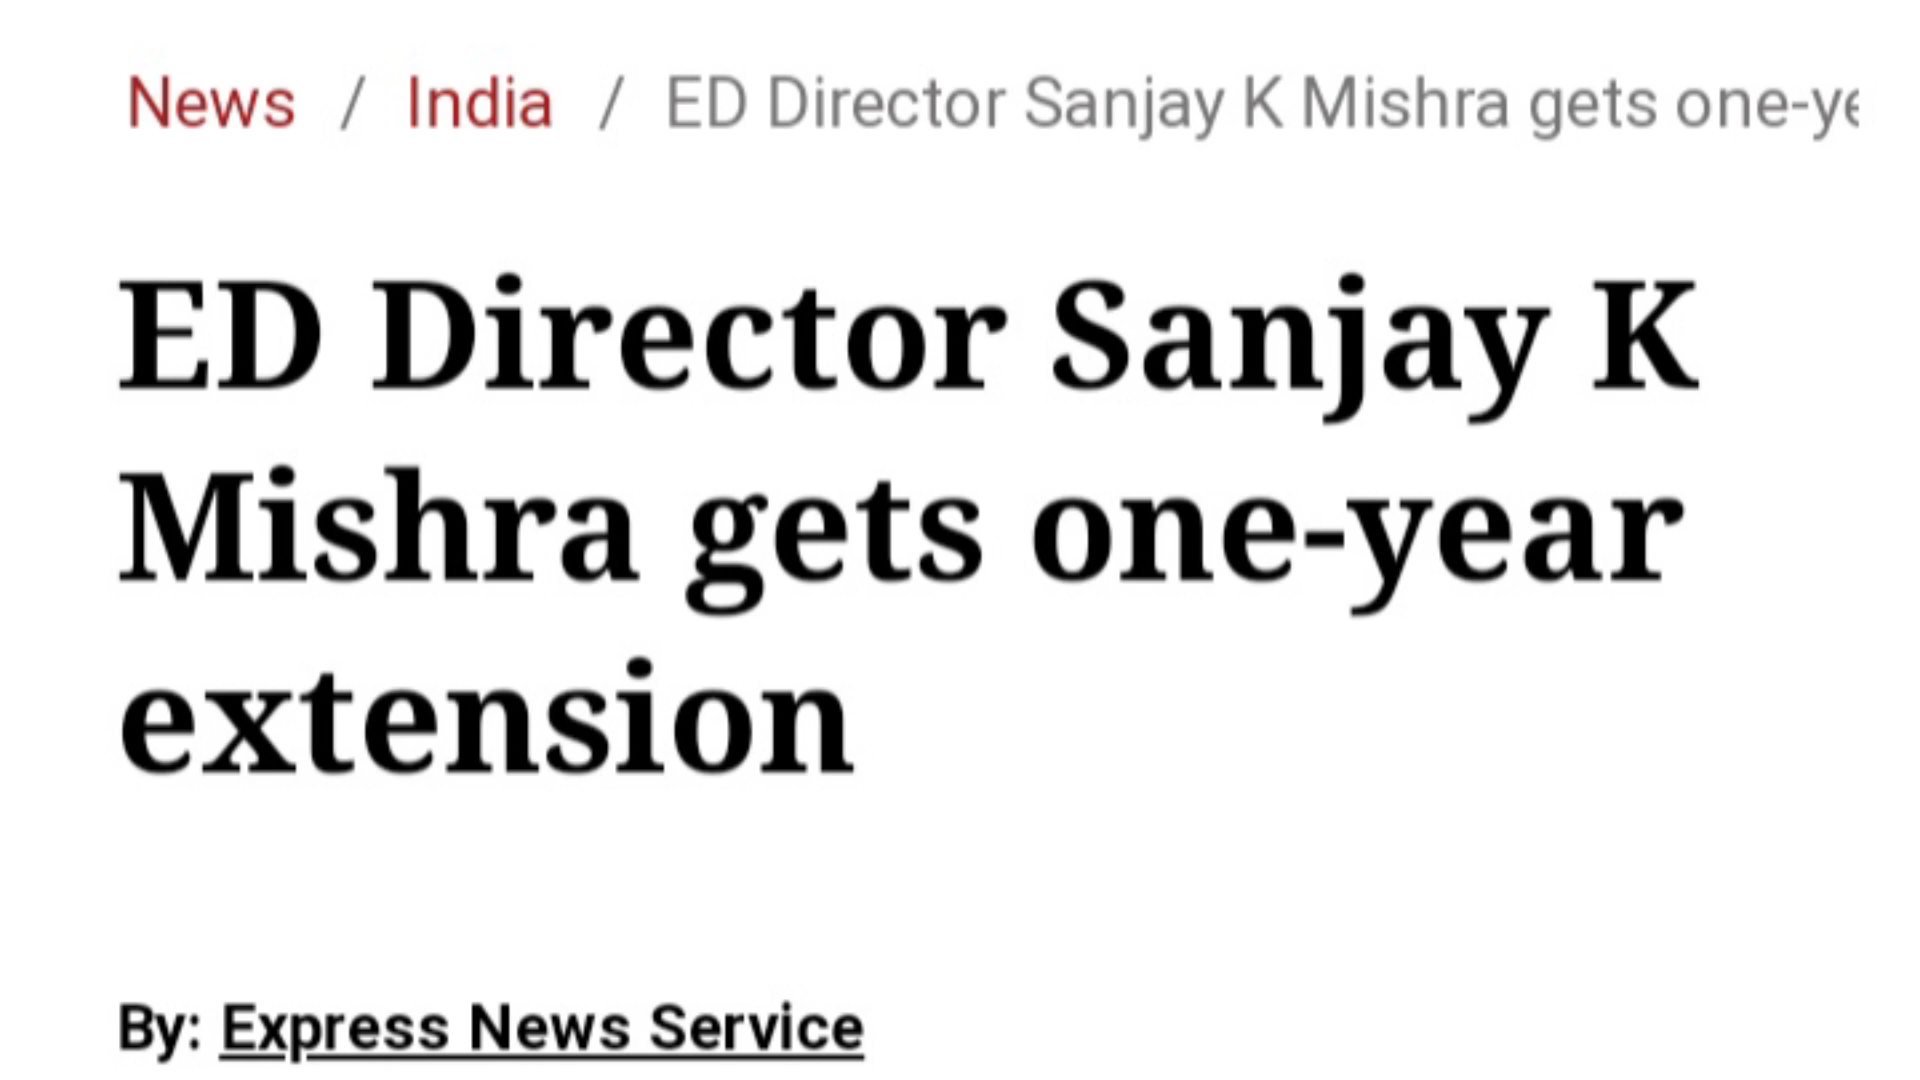 News / India / ED Director Sanjay K Mishra gets one-ye
ED Director Sanjay K
Mishra gets one-year
extension
By: Express News Service